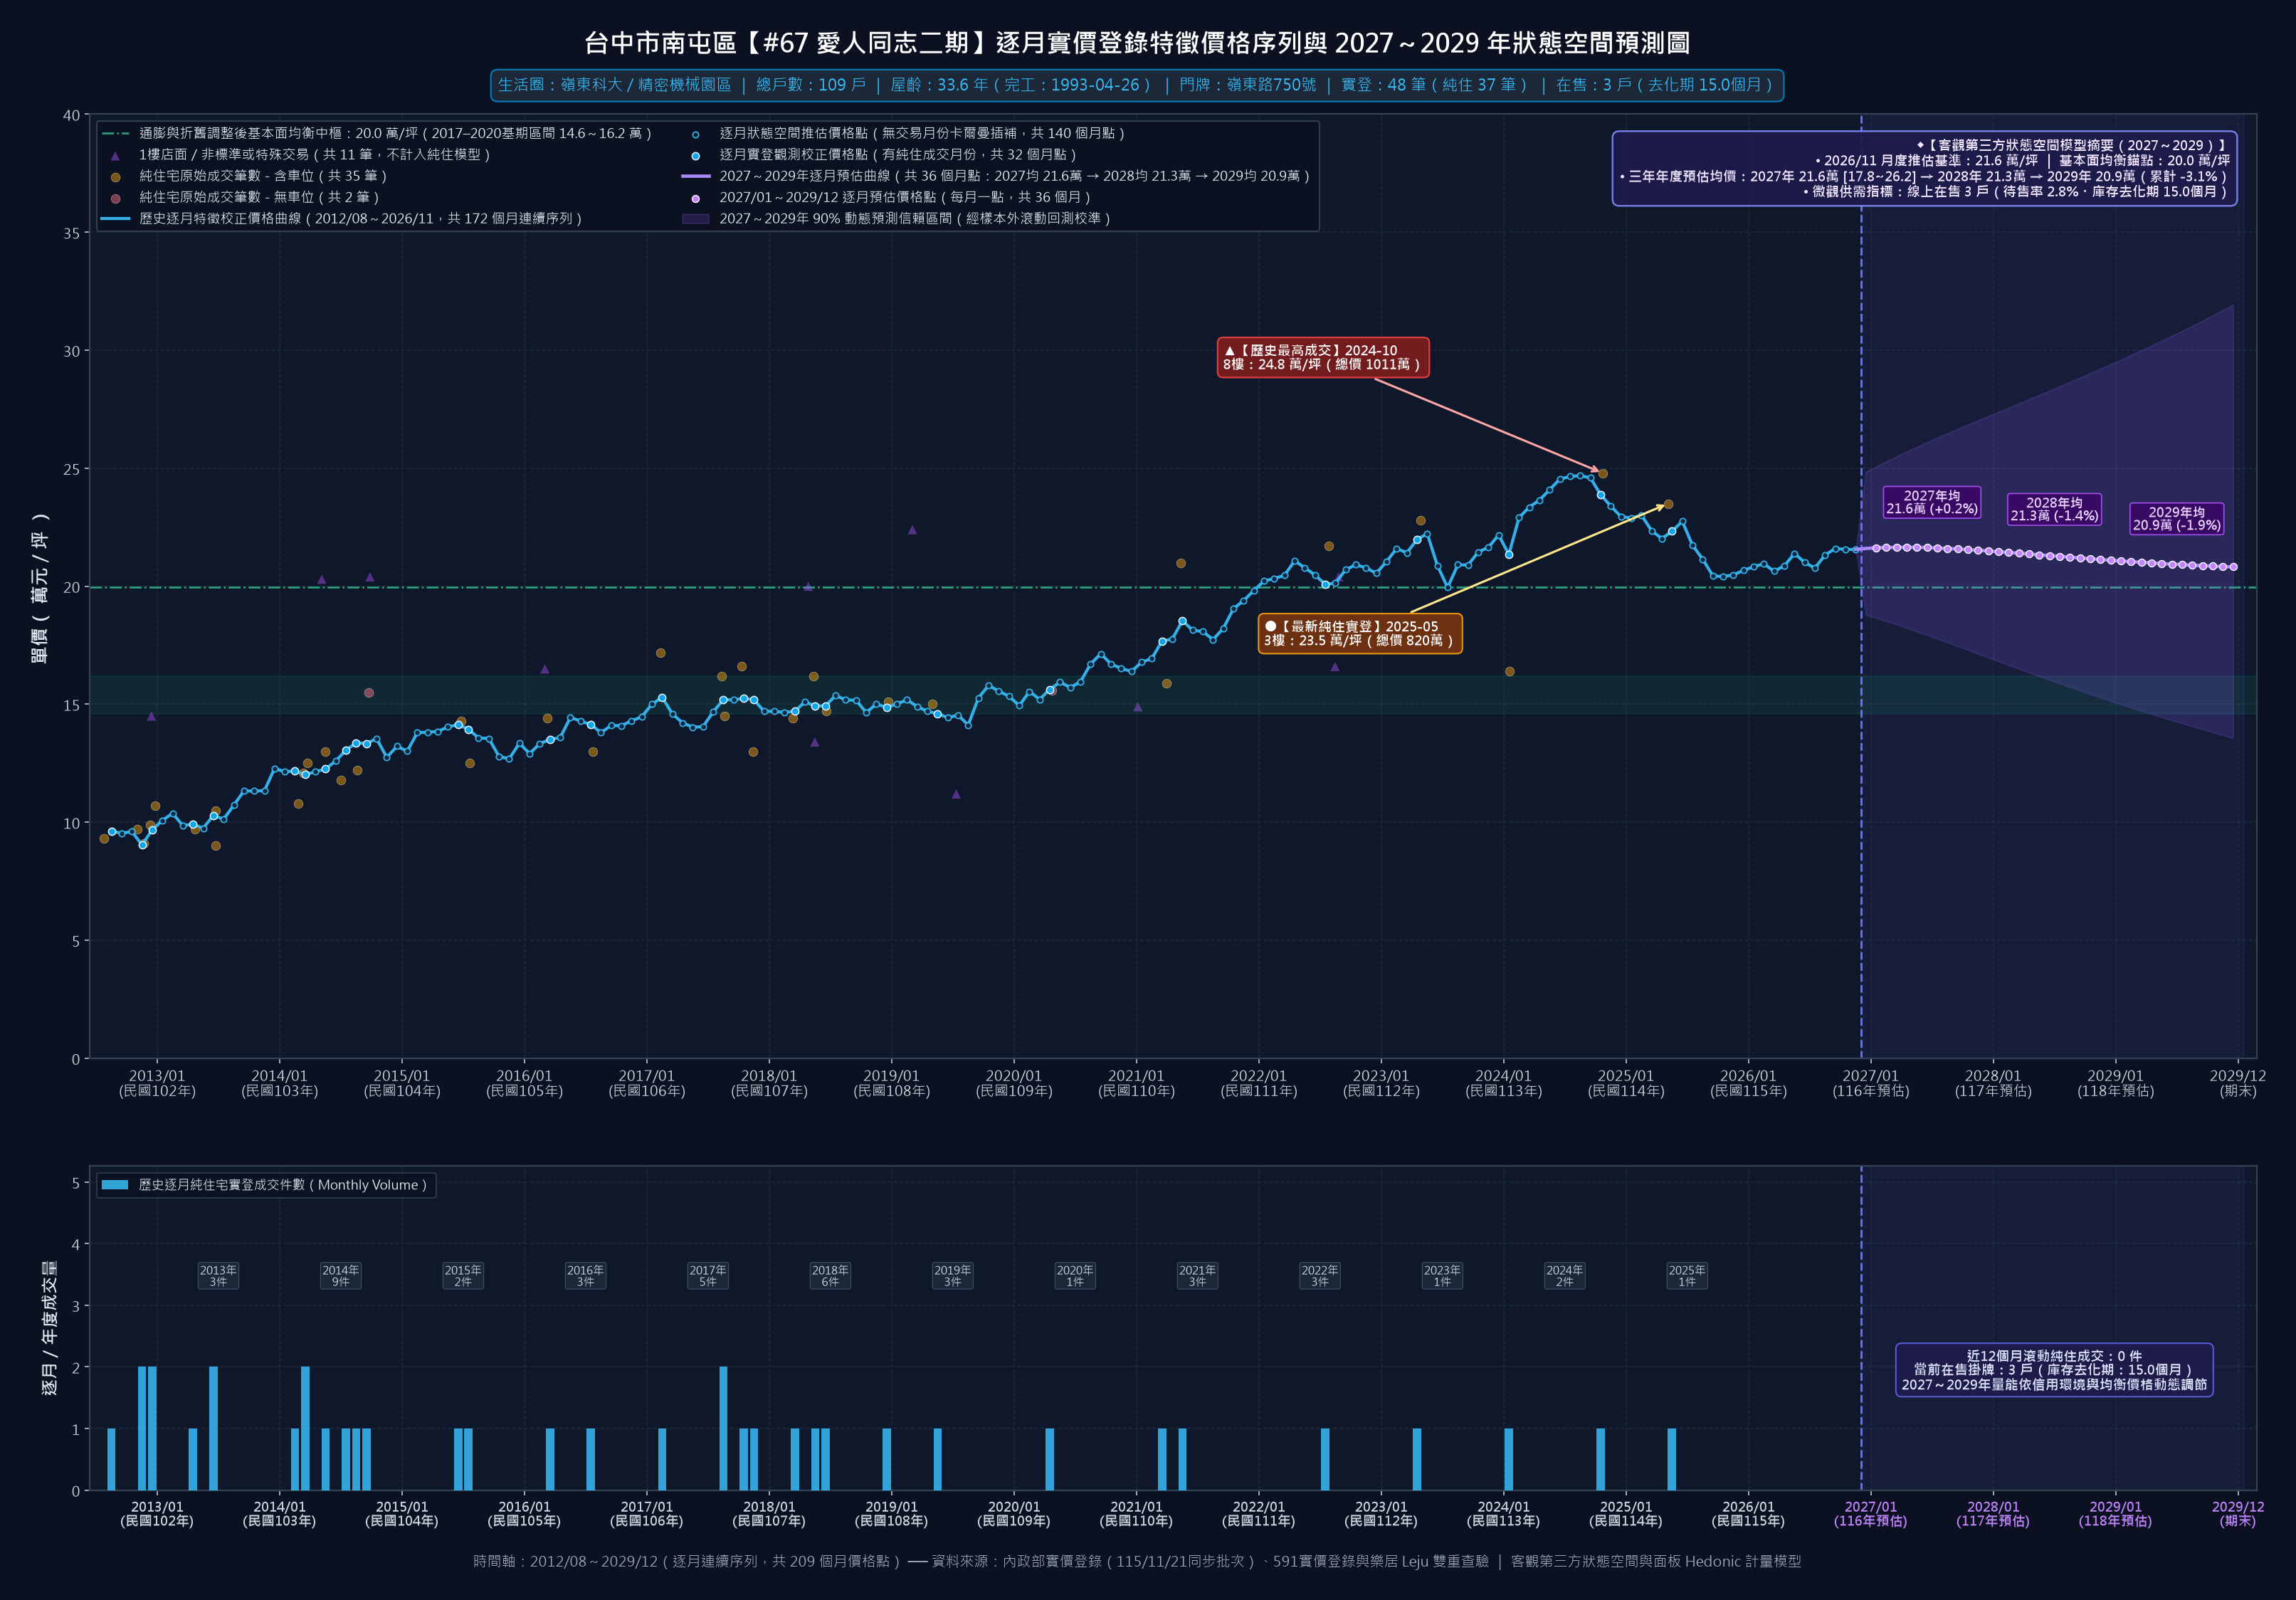 台中市南屯區【#67 愛人同志二期】逐月實價登錄特徵價格序列與 2027～2029 年狀態空間預測圖
生活圈：嶺東科大 / 精密機械園區 ｜ 總戶數：109 戶 ｜ 屋齡：33.6 年（完工：1993-04-26） ｜ 門牌：嶺東路750號 ｜ 實登：48 筆（純住 37 筆） ｜ 在售：3 戶（去化期 15.0個月）
通膨與折舊調整後基本面均衡中樞：20.0 萬/坪（2017–2020基期區間 14.6～16.2 萬）
1樓店面 / 非標準或特殊交易（共 11 筆，不計入純住模型）
純住宅原始成交筆數 - 含車位（共 35 筆）
純住宅原始成交筆數 - 無車位（共 2 筆）
歷史逐月特徵校正價格曲線（2012/08～2026/11，共 172 個月連續序列）
逐月狀態空間推估價格點（無交易月份卡爾曼插補，共 140 個月點）
逐月實登觀測校正價格點（有純住成交月份，共 32 個月點）
2027～2029年逐月預估曲線（共 36 個月點：2027均 21.6萬 → 2028均 21.3萬 → 2029均 20.9萬）
2027/01～2029/12 逐月預估價格點（每月一點，共 36 個月）
2027～2029年 90% 動態預測信賴區間（經樣本外滾動回測校準）
◆【客觀第三方狀態空間模型摘要（2027～2029）】
• 2026/11 月度推估基準：21.6 萬/坪 ｜ 基本面均衡錨點：20.0 萬/坪
• 三年年度預估均價：2027年 21.6萬 [17.8~26.2] → 2028年 21.3萬 → 2029年 20.9萬（累計 -3.1%）
• 微觀供需指標：線上在售 3 戶（待售率 2.8%．庫存去化期 15.0個月）
▲【歷史最高成交】2024-10
8樓：24.8 萬/坪（總價 1011萬）
●【最新純住實登】2025-05
3樓：23.5 萬/坪（總價 820萬）
2027年均
21.6萬 (+0.2%)
2028年均
21.3萬 (-1.4%)
2029年均
20.9萬 (-1.9%)
單價（萬元 / 坪）
40
35
30
25
20
15
10
5
0
2013/01
(民國102年)
2014/01
(民國103年)
2015/01
(民國104年)
2016/01
(民國105年)
2017/01
(民國106年)
2018/01
(民國107年)
2019/01
(民國108年)
2020/01
(民國109年)
2021/01
(民國110年)
2022/01
(民國111年)
2023/01
(民國112年)
2024/01
(民國113年)
2025/01
(民國114年)
2026/01
(民國115年)
2027/01
(116年預估)
2028/01
(117年預估)
2029/01
(118年預估)
2029/12
(期末)
歷史逐月純住宅實登成交件數（Monthly Volume）
逐月 / 年度成交量
5
4
3
2
1
0
2013年
3件
2014年
9件
2015年
2件
2016年
3件
2017年
5件
2018年
6件
2019年
3件
2020年
1件
2021年
3件
2022年
3件
2023年
1件
2024年
2件
2025年
1件
近12個月滾動純住成交：0 件
當前在售掛牌：3 戶（庫存去化期：15.0個月）
2027～2029年量能依信用環境與均衡價格動態調節
2013/01
(民國102年)
2014/01
(民國103年)
2015/01
(民國104年)
2016/01
(民國105年)
2017/01
(民國106年)
2018/01
(民國107年)
2019/01
(民國108年)
2020/01
(民國109年)
2021/01
(民國110年)
2022/01
(民國111年)
2023/01
(民國112年)
2024/01
(民國113年)
2025/01
(民國114年)
2026/01
(民國115年)
2027/01
(116年預估)
2028/01
(117年預估)
2029/01
(118年預估)
2029/12
(期末)
時間軸：2012/08～2029/12（逐月連續序列，共 209 個月價格點）── 資料來源：內政部實價登錄（115/11/21同步批次）、591實價登錄與樂居 Leju 雙重查驗 ｜ 客觀第三方狀態空間與面板 Hedonic 計量模型